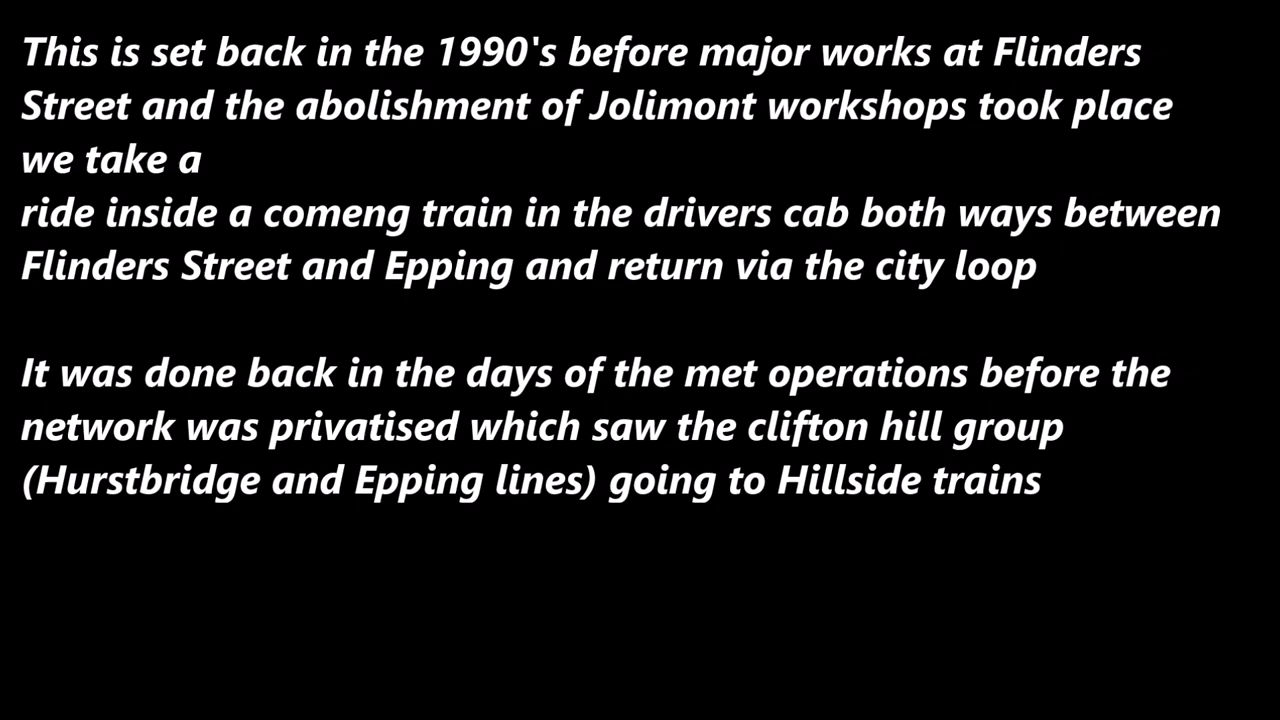 This is set back in the 1990's before major works at Flinders
Street and the abolishment of Jolimont workshops took place
we take a
ride inside a comeng train in the drivers cab both ways between
Flinders Street and Epping and return via the city loop
It was done back in the days of the met operations before the
network was privatised which saw the clifton hill group
(Hurstbridge and Epping lines) going to Hillside trains